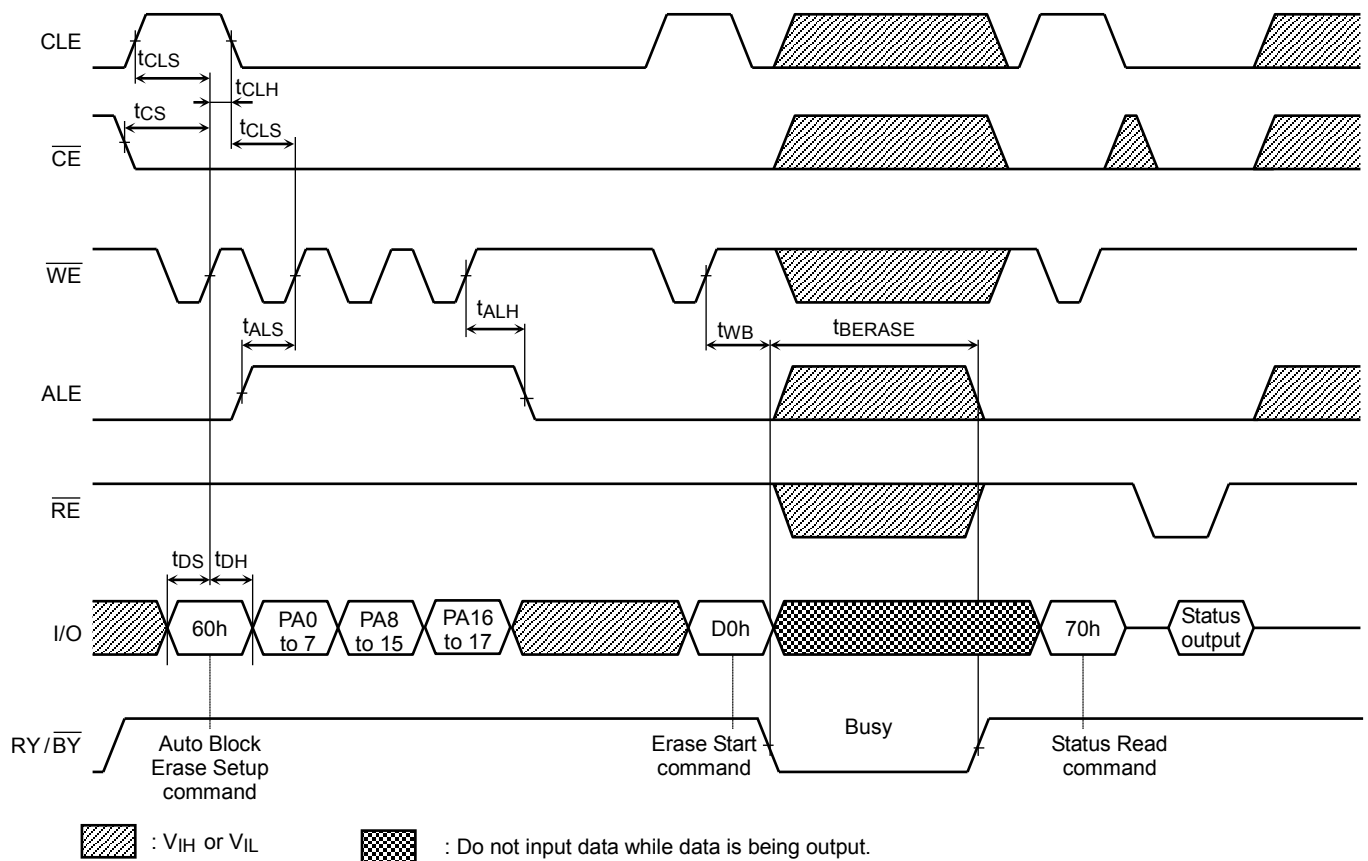 CLE
tCLS
tCLH
tCS
tCLS
CE
WE
tALS
tALH
tWB
tBERASE
ALE
RE
tDS
tDH
I/O
60h
PA0
to 7
PA8
to 15
PA16
to 17
D0h
70h
Status
output
RY/BY
Busy
Auto Block
Erase Setup
command
Erase Start
command
Status Read
command
: VIH or VIL
: Do not input data while data is being output.